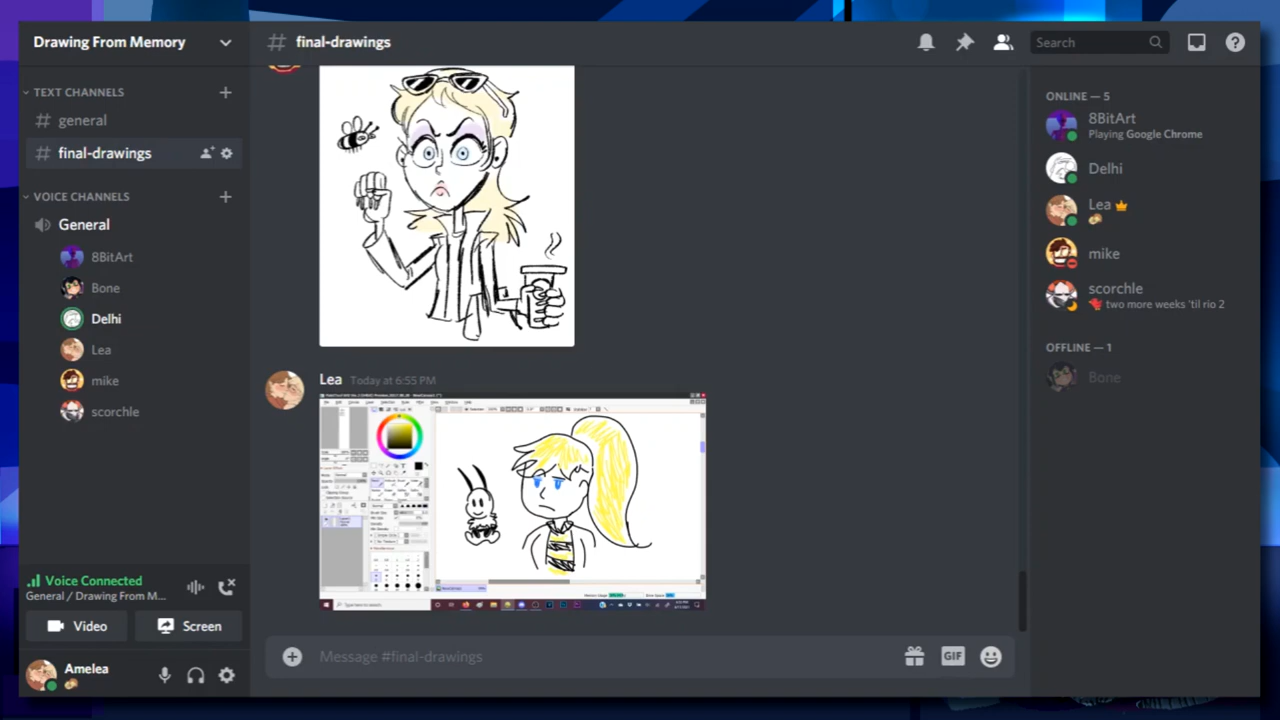 Drawing From Memory
final-drawings
Search
TEXT CHANNELS
general
final-drawings
VOICE CHANNELS
General
8BitArt
Bone
Delhi
Lea
mike
scorchle
Voice Connected
General / Drawing From M...
Video
Screen
Amelea
Lea Today at 6:55 PM
Message #final-drawings
GIF
ONLINE — 5
8BitArt
Playing Google Chrome
Delhi
Lea
mike
scorchle
two more weeks 'til rio 2
OFFLINE — 1
Bone